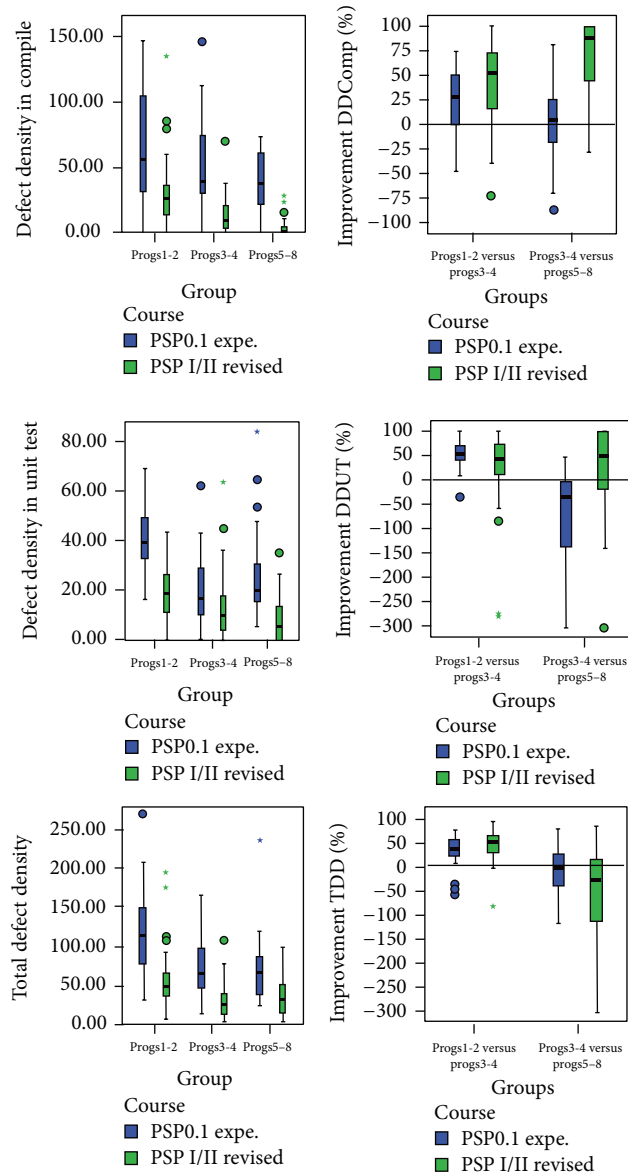 Defect density in compile
150.00
100.00
50.00
0.00
Progs1-2
Progs3-4
Progs5–8
Group
Course
PSP0.1 expe.
PSP I/II revised
Improvement DDComp (%)
100
75
50
25
0
−25
−50
−75
−100
Progs1-2 versus
progs3-4
Progs3-4 versus
progs5–8
Groups
Course
PSP0.1 expe.
PSP I/II revised
Defect density in unit test
80.00
60.00
40.00
20.00
0.00
Progs1-2
Progs3-4
Progs5–8
Group
Course
PSP0.1 expe.
PSP I/II revised
Improvement DDUT (%)
100
50
0
−50
−100
−150
−200
−250
−300
Progs1-2 versus
progs3-4
Progs3-4 versus
progs5–8
Groups
Course
PSP0.1 expe.
PSP I/II revised
Total defect density
250.00
200.00
150.00
100.00
50.00
0.00
Progs1-2
Progs3-4
Progs5–8
Group
Course
PSP0.1 expe.
PSP I/II revised
Improvement TDD (%)
100
50
0
−50
−100
−150
−200
−250
−300
Progs1-2 versus
progs3-4
Progs3-4 versus
progs5–8
Groups
Course
PSP0.1 expe.
PSP I/II revised